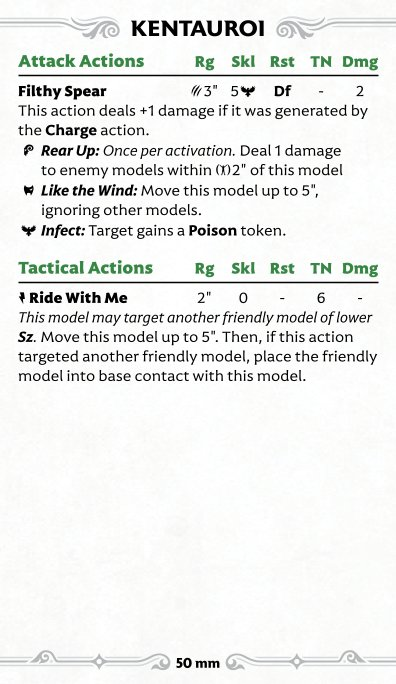 KENTAUROI
Attack Actions Rg Skl Rst TN Dmg
Filthy Spear 3" 5 Df - 2
This action deals +1 damage if it was generated by
the Charge action.
Rear Up: Once per activation. Deal 1 damage
to enemy models within 2" of this model
Like the Wind: Move this model up to 5",
ignoring other models.
Infect: Target gains a Poison token.
Tactical Actions Rg Skl Rst TN Dmg
Ride With Me 2" 0 - 6 -
This model may target another friendly model of lower
Sz. Move this model up to 5". Then, if this action
targeted another friendly model, place the friendly
model into base contact with this model.
50 mm